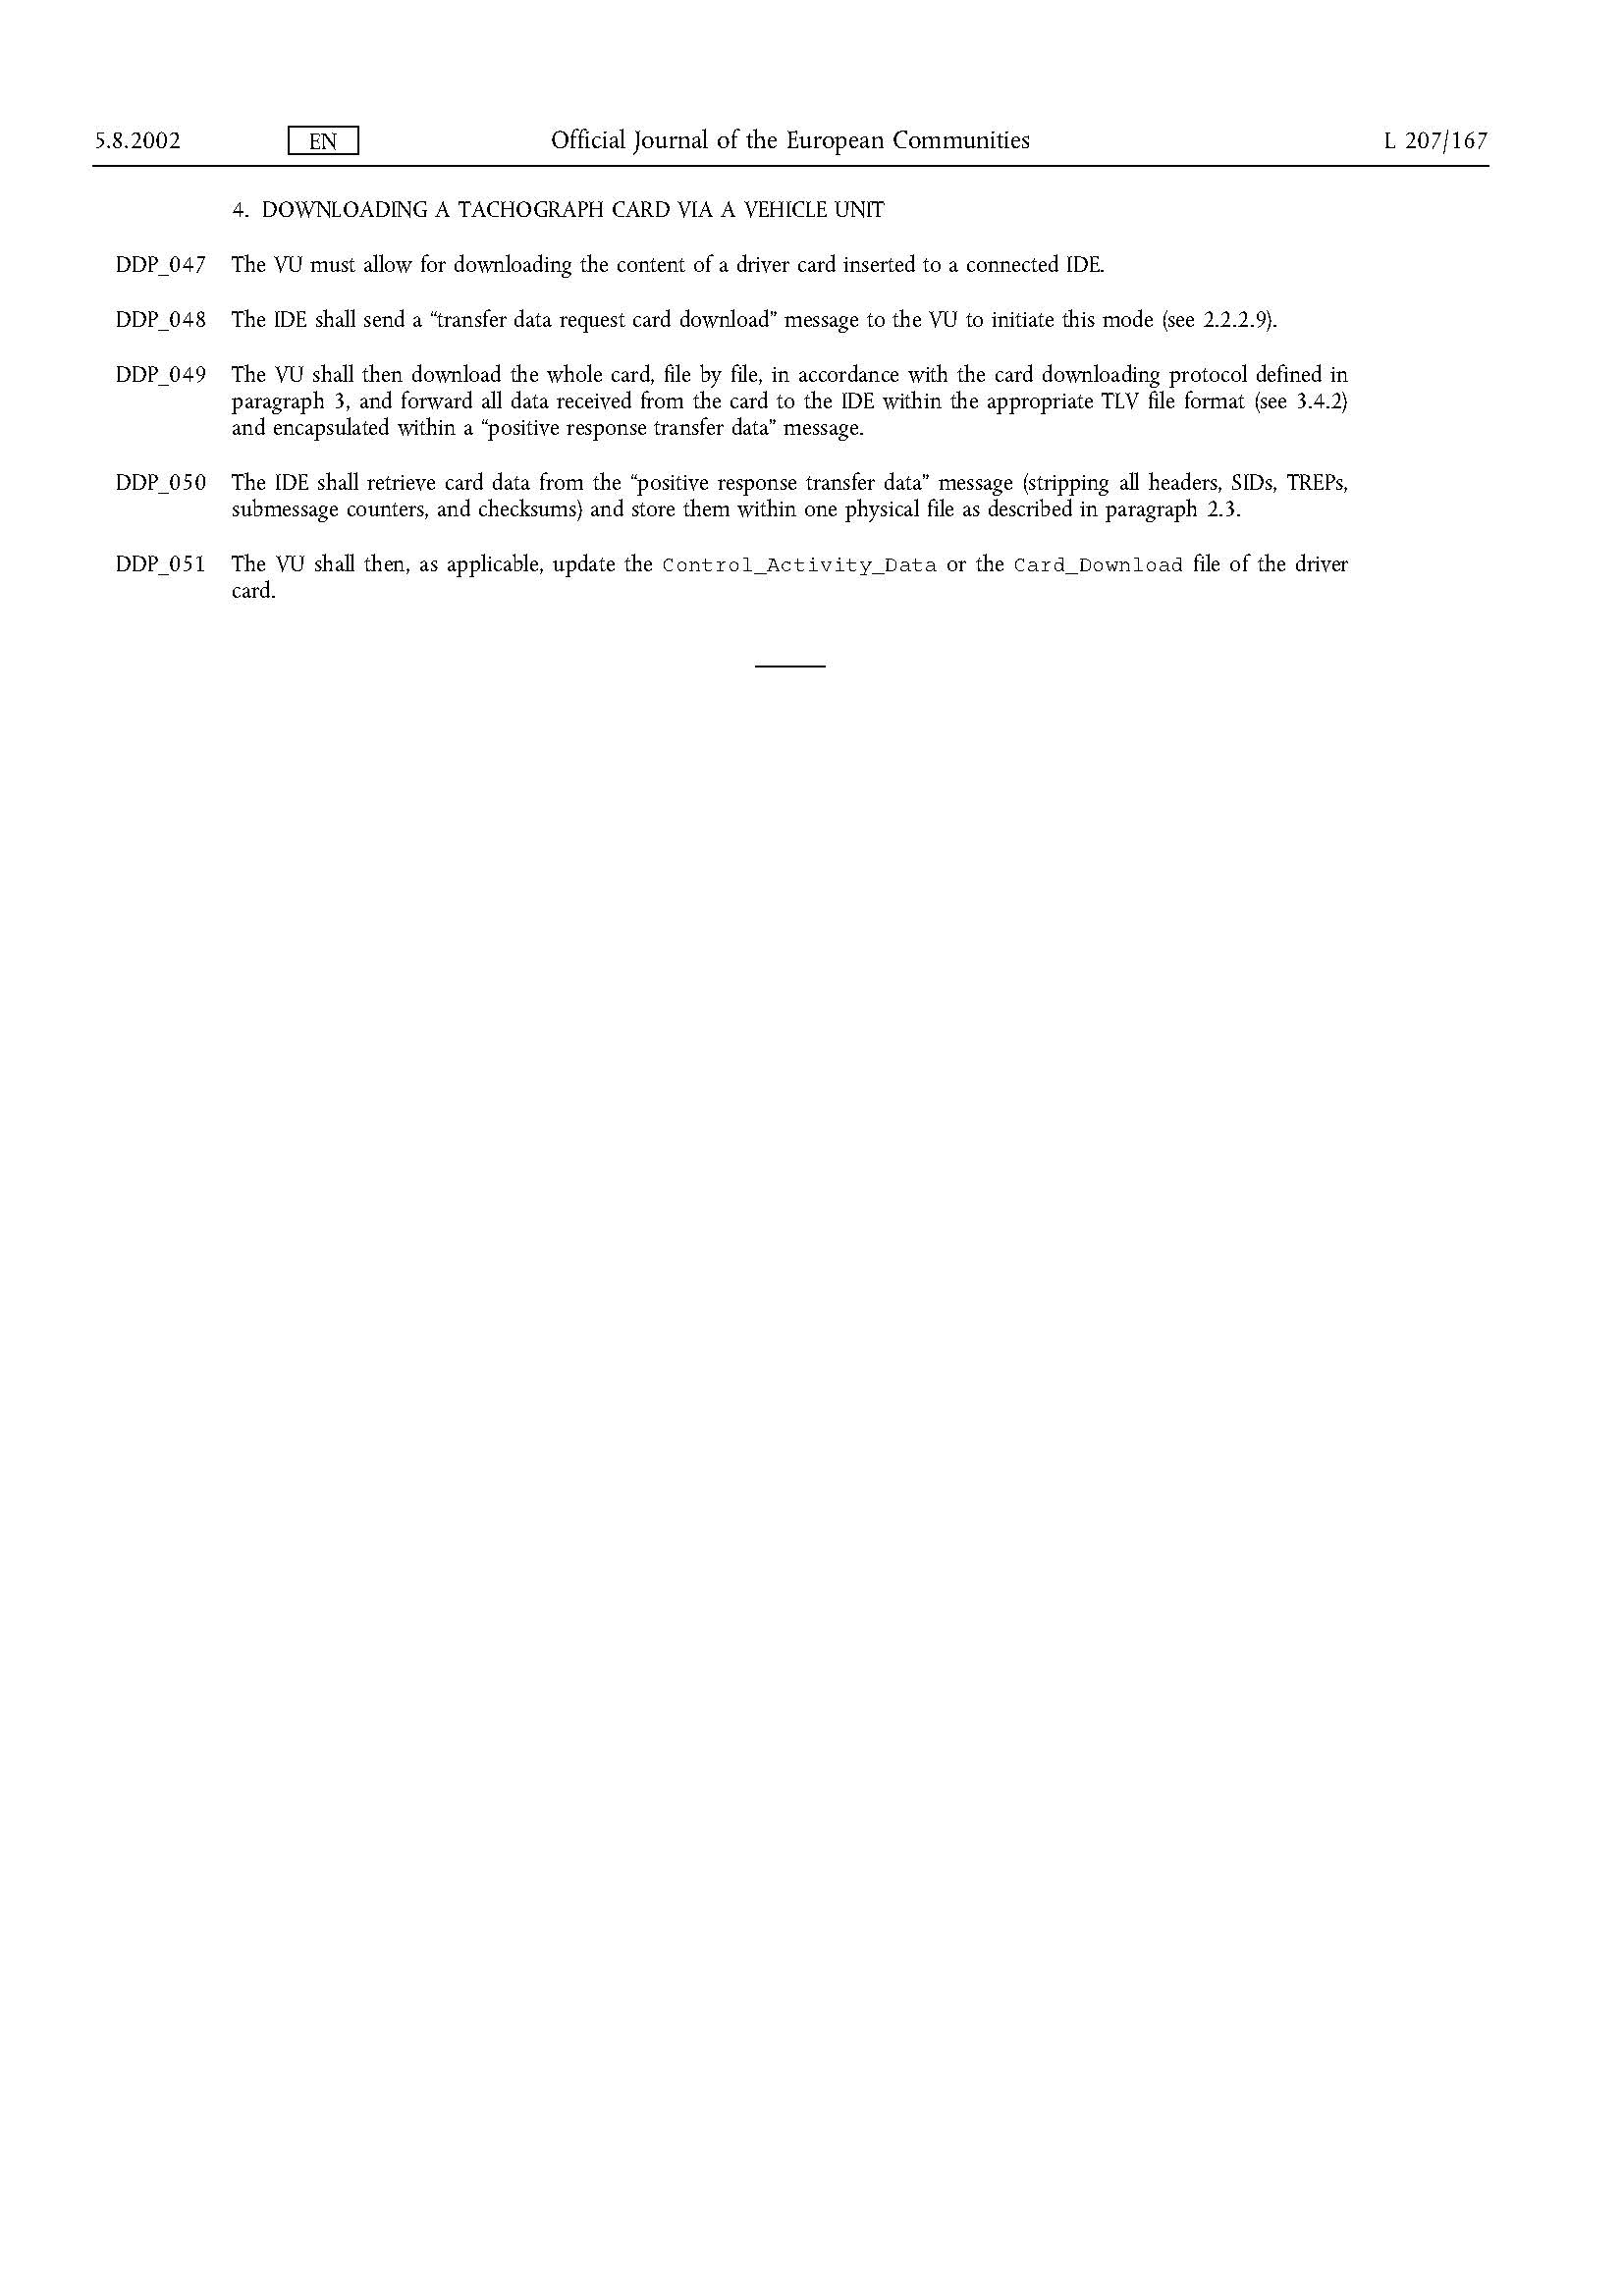 5.8.2002 EN Official Journal of the European Communities L 207/167
4. DOWNLOADING A TACHOGRAPH CARD VIA A VEHICLE UNIT
DDP_047 The VU must allow for downloading the content of a driver card inserted to a connected IDE.
DDP_048 The IDE shall send a “transfer data request card download” message to the VU to initiate this mode (see 2.2.2.9).
DDP_049 The VU shall then download the whole card, file by file, in accordance with the card downloading protocol defined in
paragraph 3, and forward all data received from the card to the IDE within the appropriate TLV file format (see 3.4.2)
and encapsulated within a “positive response transfer data” message.
DDP_050 The IDE shall retrieve card data from the “positive response transfer data” message (stripping all headers, SIDs, TREPs,
submessage counters, and checksums) and store them within one physical file as described in paragraph 2.3.
DDP_051 The VU shall then, as applicable, update the Control_Activity_Data or the Card_Download file of the driver
card.